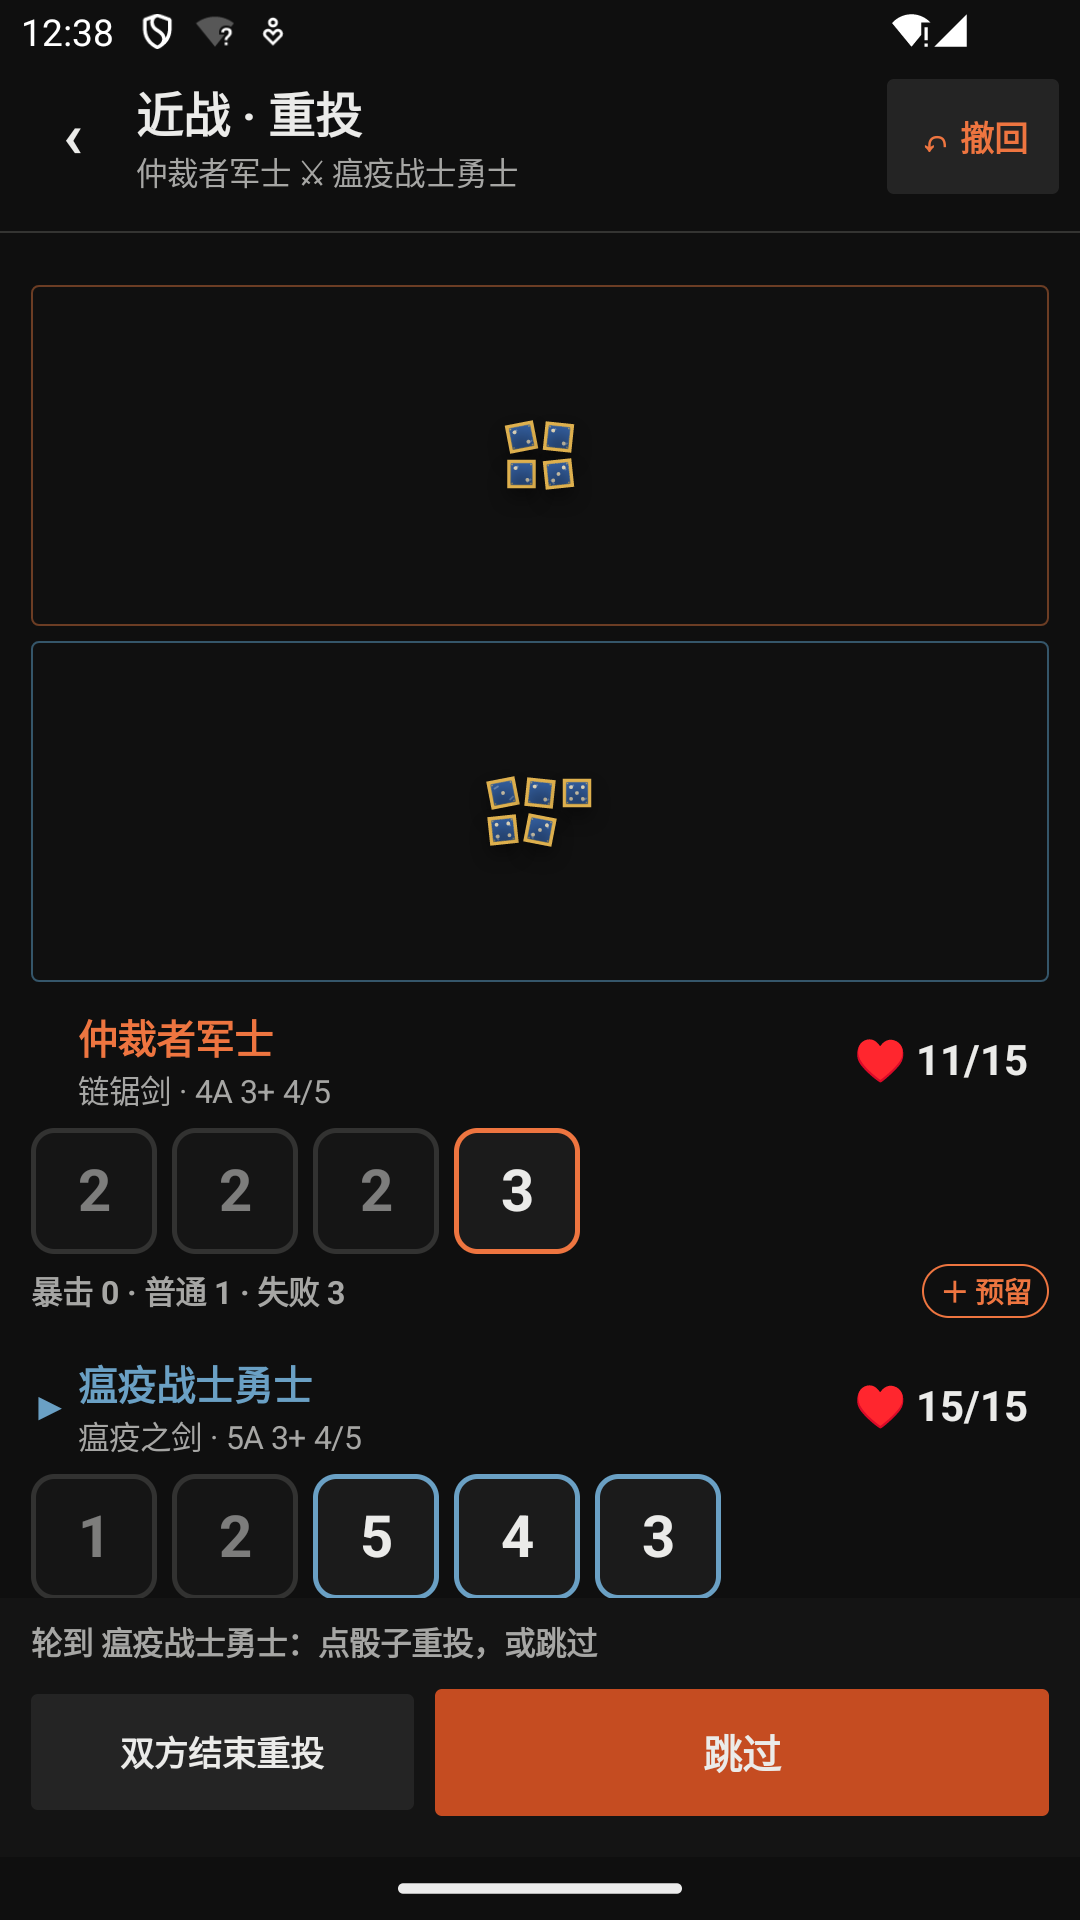 12:38
近战 · 重投
仲裁者军士 ⚔ 瘟疫战士勇士
撤回
仲裁者军士
链锯剑 · 4A 3+ 4/5
11/15
2 2 2 3
暴击 0 · 普通 1 · 失败 3
＋ 预留
瘟疫战士勇士
瘟疫之剑 · 5A 3+ 4/5
15/15
1 2 5 4 3
轮到 瘟疫战士勇士：点骰子重投，或跳过
双方结束重投
跳过